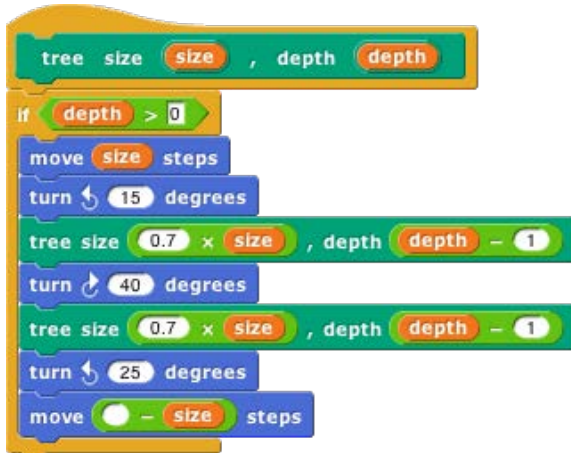 tree size size , depth depth
if depth > 0
move size steps
turn 15 degrees
tree size 0.7 × size , depth depth − 1
turn 40 degrees
tree size 0.7 × size , depth depth − 1
turn 25 degrees
move − size steps